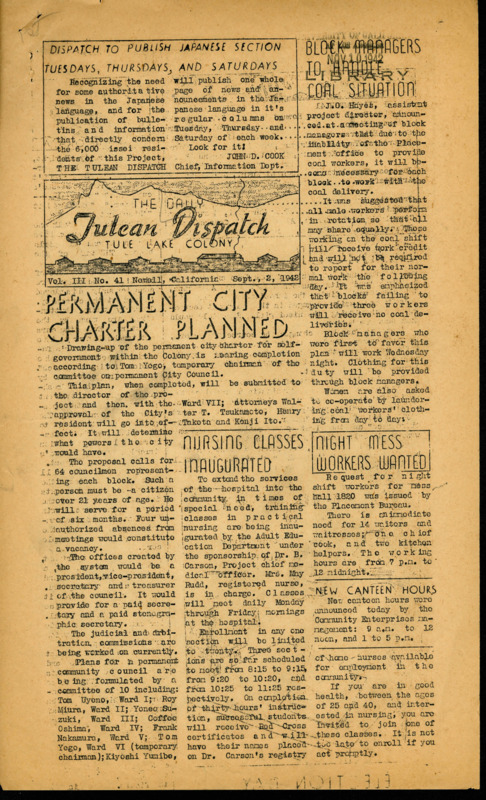 DISPATCH TO PUBLISH JAPANESE SECTION
TUESDAYS, THURSDAYS, AND SATURDAYS
Recognizing the need
for some authoritative
news in the Japanese
language, and for the
publication of bulle-
tins and information
that directly concern
the 6,000 issei resi-
dents of this Project,
THE TULEAN DISPATCH
will publish one whole
page of news and an-
nouncements in the Ja-
panese language in it's
regular columns on
Tuesday, Thursday and
Saturday of each week.
Look for it!
JOHN D. COOK
Chief, Information Dept.
THE DAILY
Tulean Dispatch
TULE LAKE COLONY
Vol. III No. 41 Newell, California Sept., 2, 1942
PERMANENT CITY
CHARTER PLANNED
Drawing-up of the permanent city charter for self-
government within the Colony is nearing completion
according to Tom Yogo, temporary chairman of the
committee on permanent City Council.
This plan, when completed, will be submitted to
the director of the pro-
ject and then, with the
approval of the City's
resident will go into ef-
fect. It will determine
what powers the city
would have.
The proposal calls for
64 councilmen represent-
ing each block. Such a
person must be a citizen
over 21 years of age. He
will serve for a period
of six months. Four un-
authorized absences from
meetings would constitute
a vacancy.
The offices created by
the system would be a
president, vice-president,
secretary and treasurer
of the council. It would
provide for a paid secre-
tary and a paid stenogra-
phic secretary.
The judicial and arbi-
tration commissions are
being worked on currently.
Plans for a permanent
community council are
being formulated by a
committee of 10 including:
Tom Uyeno, Ward I; Roy
Miura, Ward II; Yonee Su-
zuki, Ward III; Coffee
Oshima, Ward IV; Frank
Nakamura, Ward V; Tom
Yogo, Ward VI (temporary
chairman); Kiyoshi Yumibe,
Ward VII; attorneys Wal-
ter T. Tsukamoto, Henry
Taketa and Kenji Ito.
NURSING CLASSES
INAUGURATED
To extend the services
of the hospital into the
community in times of
special need, training
classes in practical
nursing are being inau-
gurated by the Adult Edu-
cation Department under
the sponsorship of Dr. B.
Carson, Project chief me-
dical officer. Mrs. May
Rudd, registered nurse,
is in charge. Classes
will meet daily Monday
through Friday mornings
at the hospital.
Enrollment in any one
section will be limited
to twenty. Three sect-
ions are so far scheduled
to meet from 8:15 to 9:15,
from 9:20 to 10:20, and
from 10:25 to 11:25 res-
pectively. On completion
of thirty hours' instruc-
tion, successful students
will receive Red Cross
certificates and will
have their names placed
on Dr. Carson's registry
BLOCK MANAGERS
TO HANDLE
COAL SITUATION
NOV 10 1942
LIBRARY
J.O. Hayes, assistant
project director, announ-
ced at a meeting of block
managers that due to the
inability of the Place-
ment office to provide
coal workers, it will be-
come necessary for each
block to work with the
coal delivery.
It was suggested that
all male workers perform
in rotation so that all
may share equally. Those
working on the coal shift
will receive work credit
and will not be required
to report for their nor-
mal work the following
day. It was emphasized
that blocks failing to
provide three workers
will receive no coal de-
liveries.
Block managers who
were first to favor this
plan will work Wednesday
night. Clothing for this
duty will be provided
through block managers.
Women are also asked
to co-operate by launder-
ing coal workers' cloth-
ing from day to day.
NIGHT MESS
WORKERS WANTED
Request for night
shift workers for mess
hall 1820 was issued by
the Placement Bureau.
There is immediate
need for 14 waiters and
waitresses, one chief
cook, and two kitchen
helpers. The working
hours are from 7 p.m. to
12 midnight.
NEW CANTEEN HOURS
New canteen hours were
announced today by the
Community Enterprises ma-
nagement: 9 a.m. to 12
noon, and 1 to 5 p.m.
of home nurses available
for employment in the
community.
If you are in good
health, between the ages
of 25 and 40, and inter-
ested in nursing, you are
invited to join one of
these classes. It is not
too late to enroll if you
act promptly.